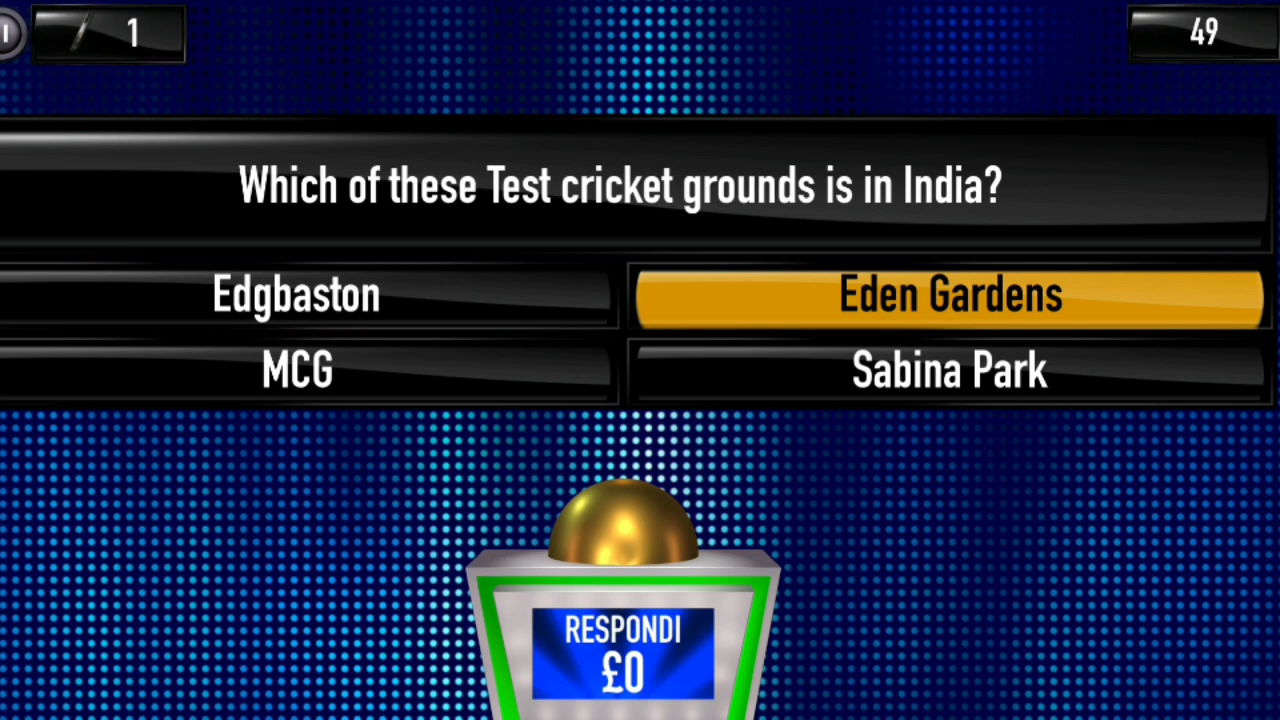 1
49
Which of these Test cricket grounds is in India?
Edgbaston
Eden Gardens
MCG
Sabina Park
RESPONDI
£0